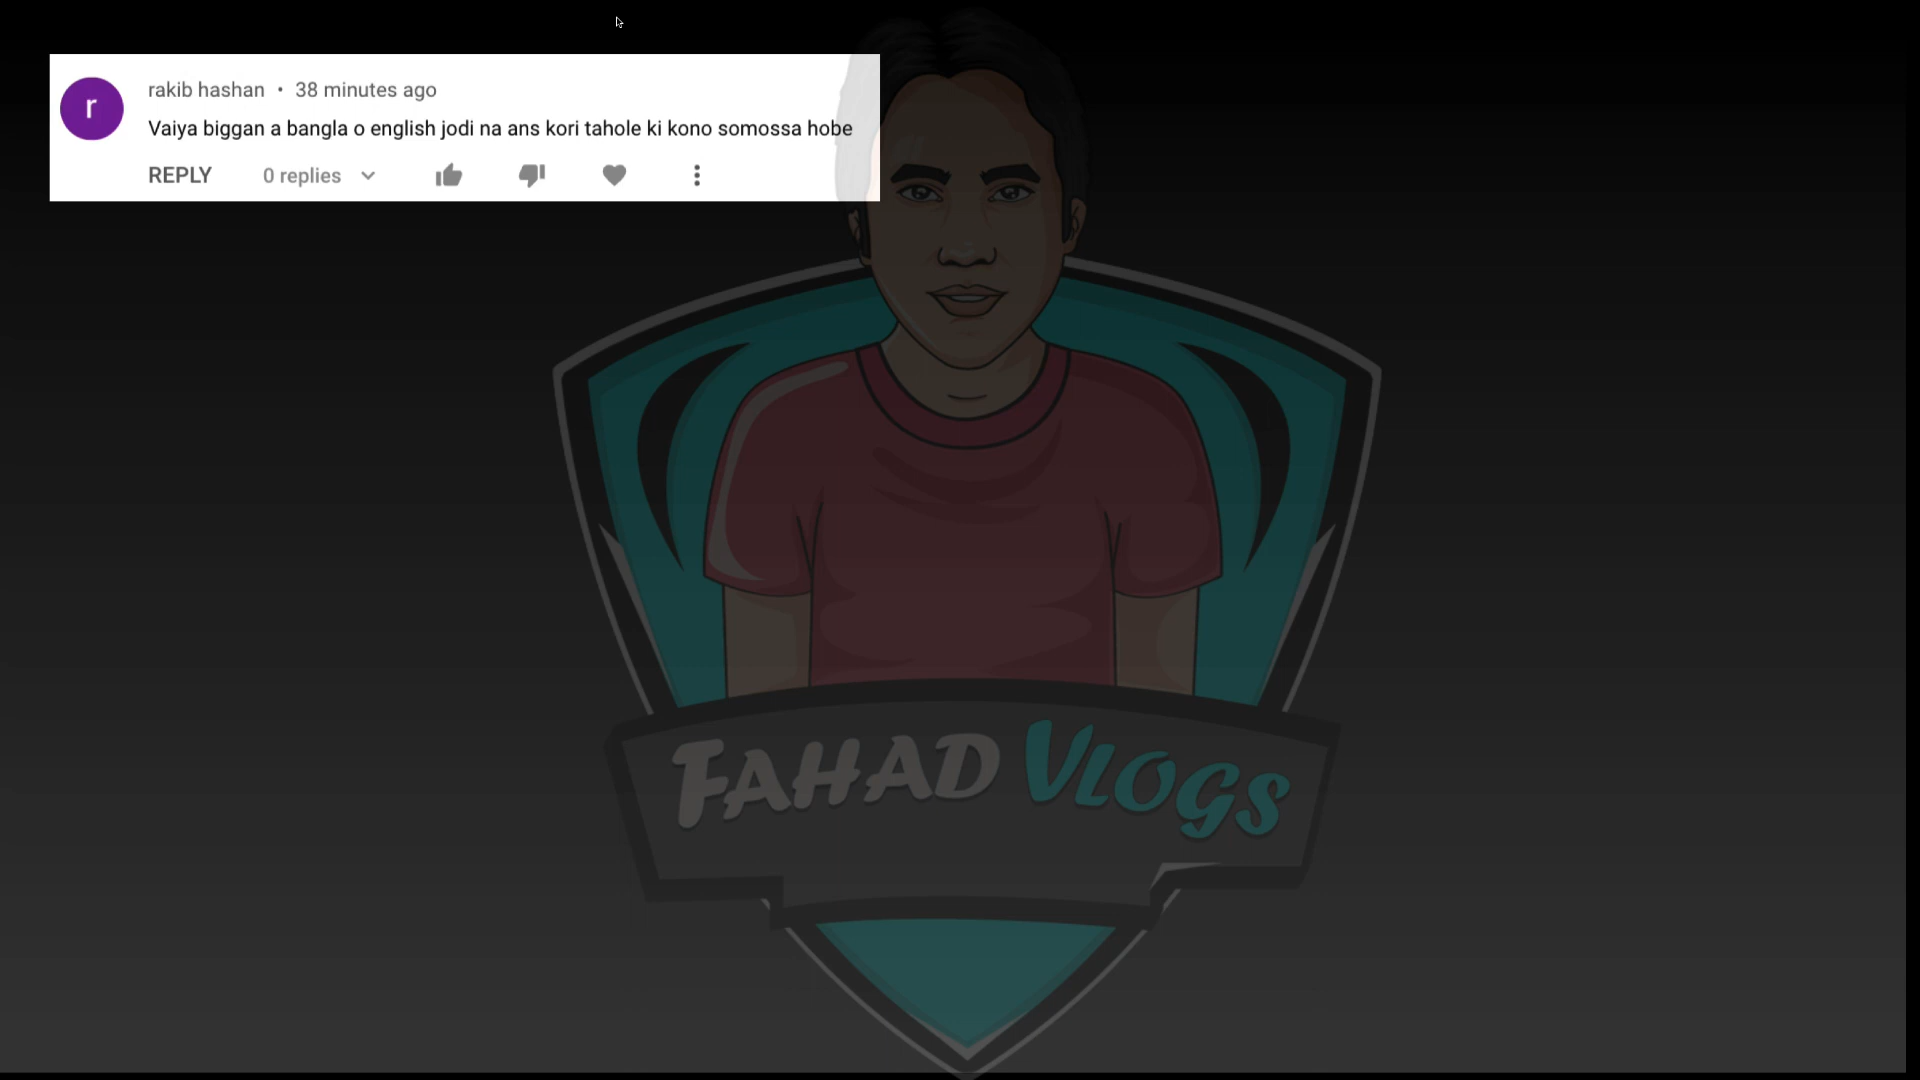 r
rakib hashan • 38 minutes ago
Vaiya biggan a bangla o english jodi na ans kori tahole ki kono somossa hobe
REPLY 0 replies
FAHAD VLOGS